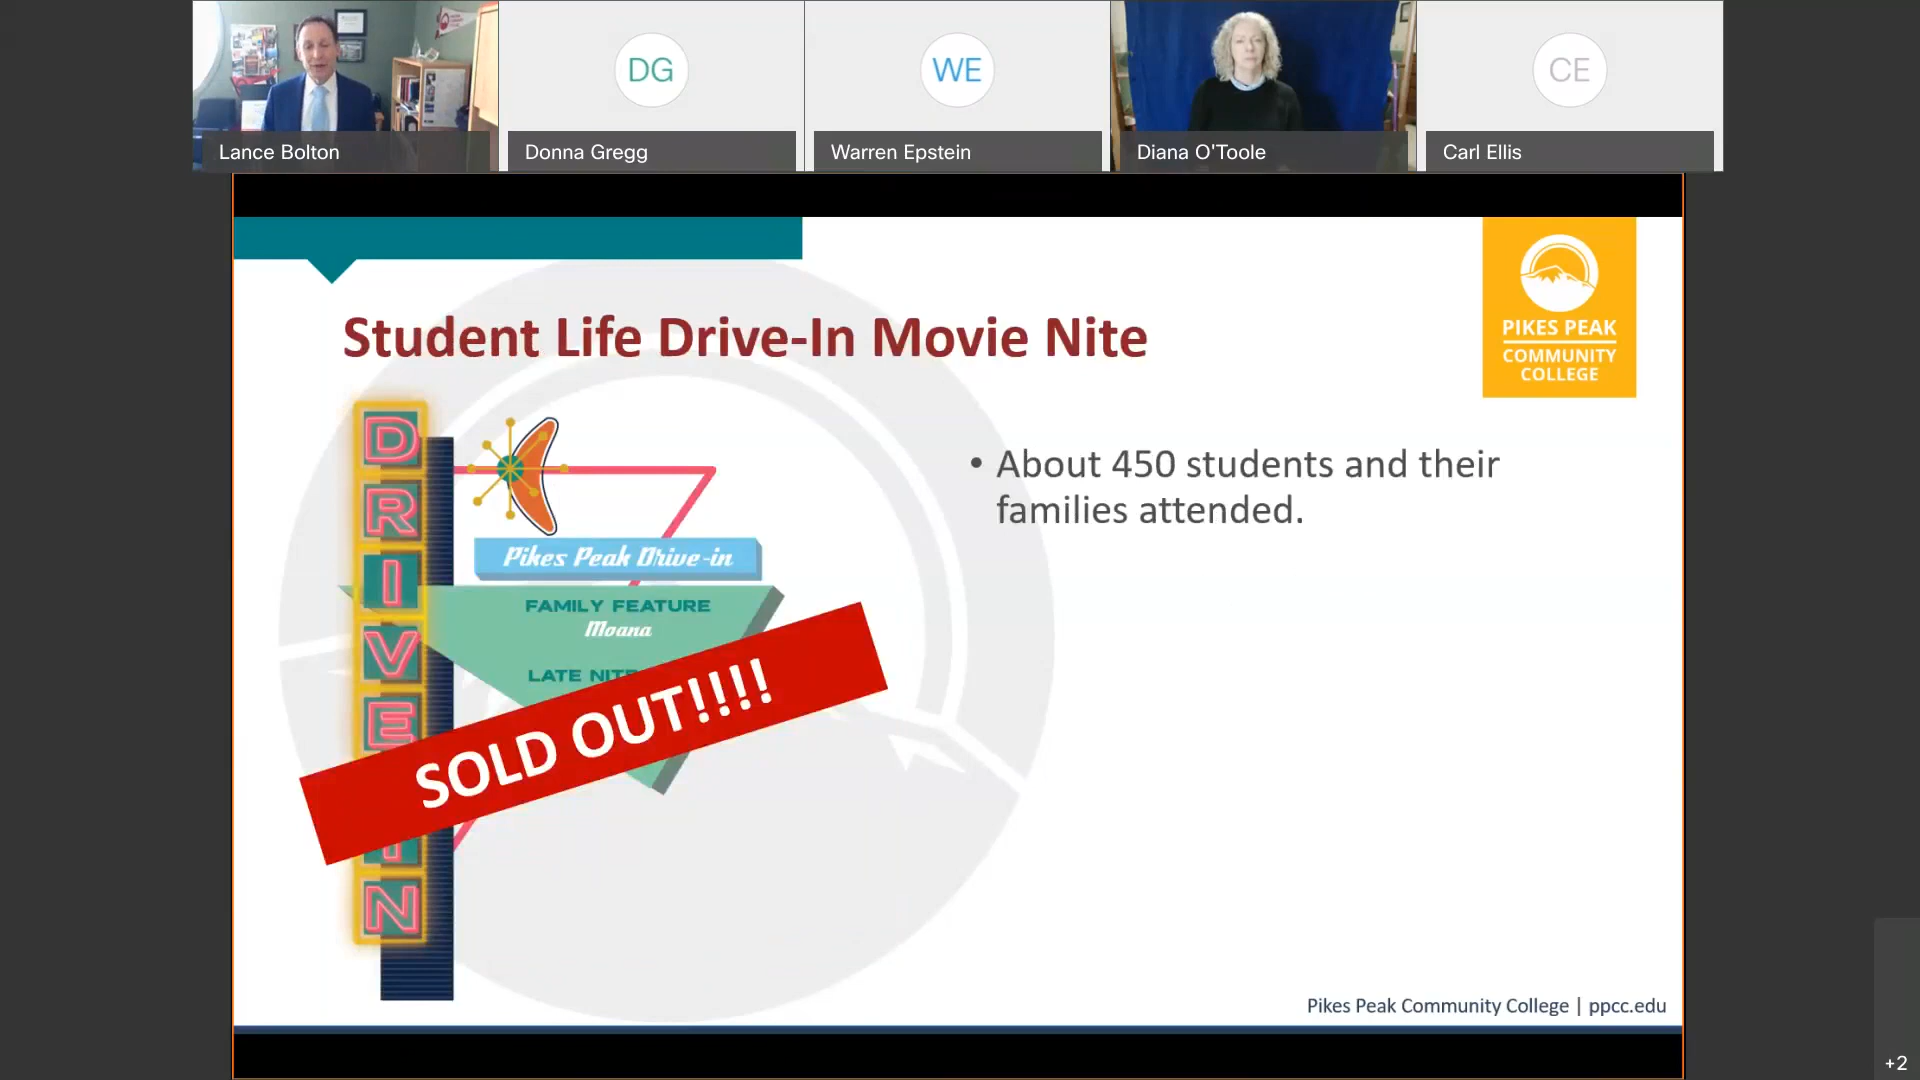 DG
WE
CE
Lance Bolton
Donna Gregg
Warren Epstein
Diana O'Toole
Carl Ellis
PIKES PEAK
COMMUNITY
COLLEGE
Student Life Drive-In Movie Nite
DRIVE IN
Pikes Peak Drive-in
FAMILY FEATURE
Moana
LATE NITE
SOLD OUT!!!!
• About 450 students and their
families attended.
Pikes Peak Community College | ppcc.edu
+2